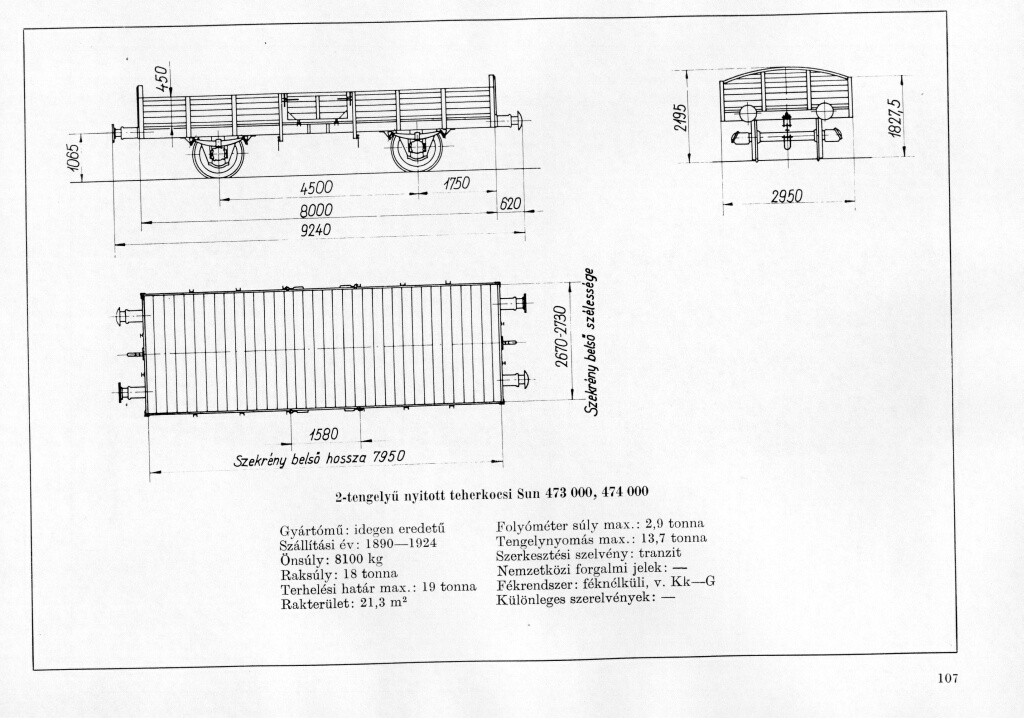 450
1065
4500
1750
8000
620
9240
2195
1827,5
2950
2670-2730
Szekrény belső szélessége
1580
Szekrény belső hossza 7950
2-tengelyű nyitott teherkocsi Sun 473 000, 474 000
Gyártómű: idegen eredetű
Szállítási év: 1890—1924
Önsúly: 8100 kg
Raksúly: 18 tonna
Terhelési határ max.: 19 tonna
Rakterület: 21,3 m²
Folyóméter súly max.: 2,9 tonna
Tengelynyomás max.: 13,7 tonna
Szerkesztési szelvény: tranzit
Nemzetközi forgalmi jelek: —
Fékrendszer: féknélküli, v. Kk—G
Különleges szerelvények: —
107